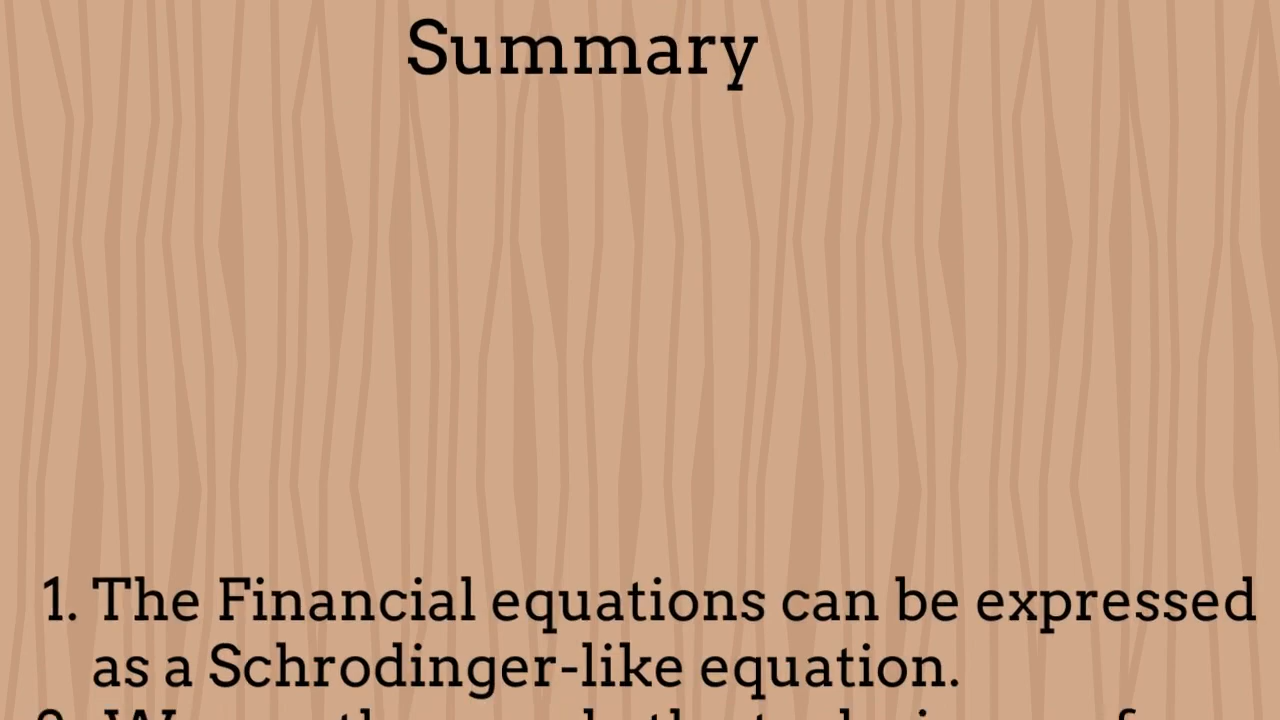 Summary
1. The Financial equations can be expressed
as a Schrodinger-like equation.